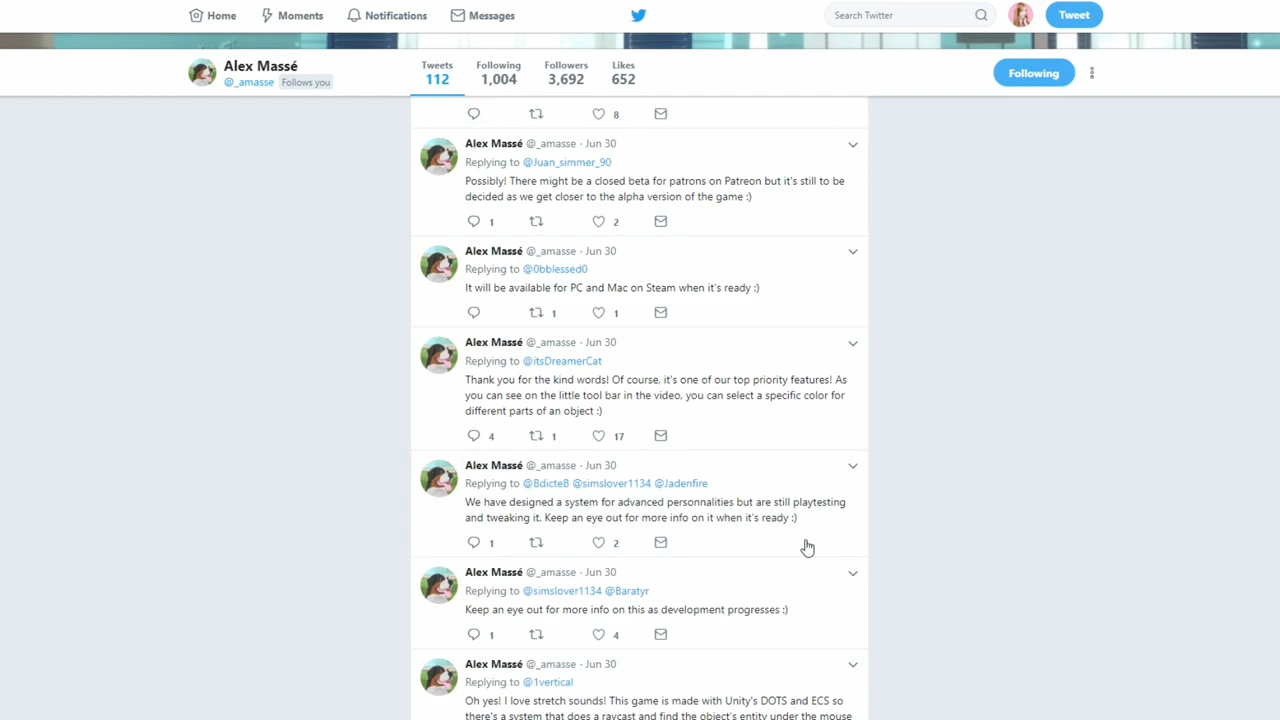 Home Moments Notifications Messages Search Twitter Tweet
Alex Massé
@_amasse Follows you
Tweets Following Followers Likes
112 1,004 3,692 652
Following
8
Alex Massé @_amasse · Jun 30
Replying to @Juan_simmer_90
Possibly! There might be a closed beta for patrons on Patreon but it's still to be
decided as we get closer to the alpha version of the game :)
1 2
Alex Massé @_amasse · Jun 30
Replying to @0bblessed0
It will be available for PC and Mac on Steam when it's ready :)
1 1
Alex Massé @_amasse · Jun 30
Replying to @itsDreamerCat
Thank you for the kind words! Of course, it's one of our top priority features! As
you can see on the little tool bar in the video, you can select a specific color for
different parts of an object :)
4 1 17
Alex Massé @_amasse · Jun 30
Replying to @BdicteB @simslover1134 @Jadenfire
We have designed a system for advanced personnalities but are still playtesting
and tweaking it. Keep an eye out for more info on it when it's ready :)
1 2
Alex Massé @_amasse · Jun 30
Replying to @simslover1134 @Baratyr
Keep an eye out for more info on this as development progresses :)
1 4
Alex Massé @_amasse · Jun 30
Replying to @1vertical
Oh yes! I love stretch sounds! This game is made with Unity's DOTS and ECS so
there's a system that does a raycast and find the object's entity under the mouse